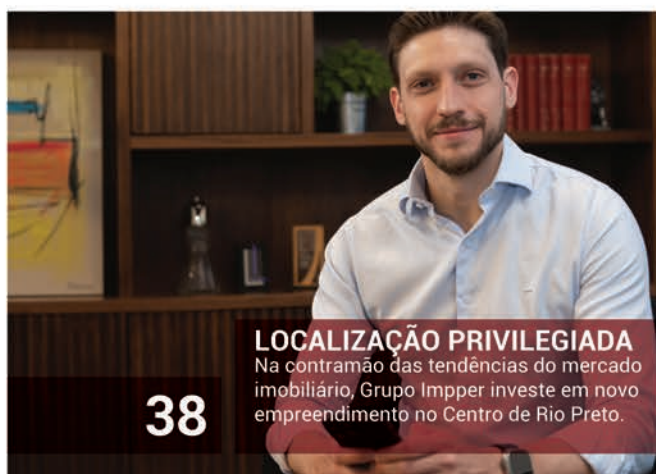 LOCALIZAÇÃO PRIVILEGIADA
Na contramão das tendências do mercado
imobiliário, Grupo Impper investe em novo
empreendimento no Centro de Rio Preto.
38